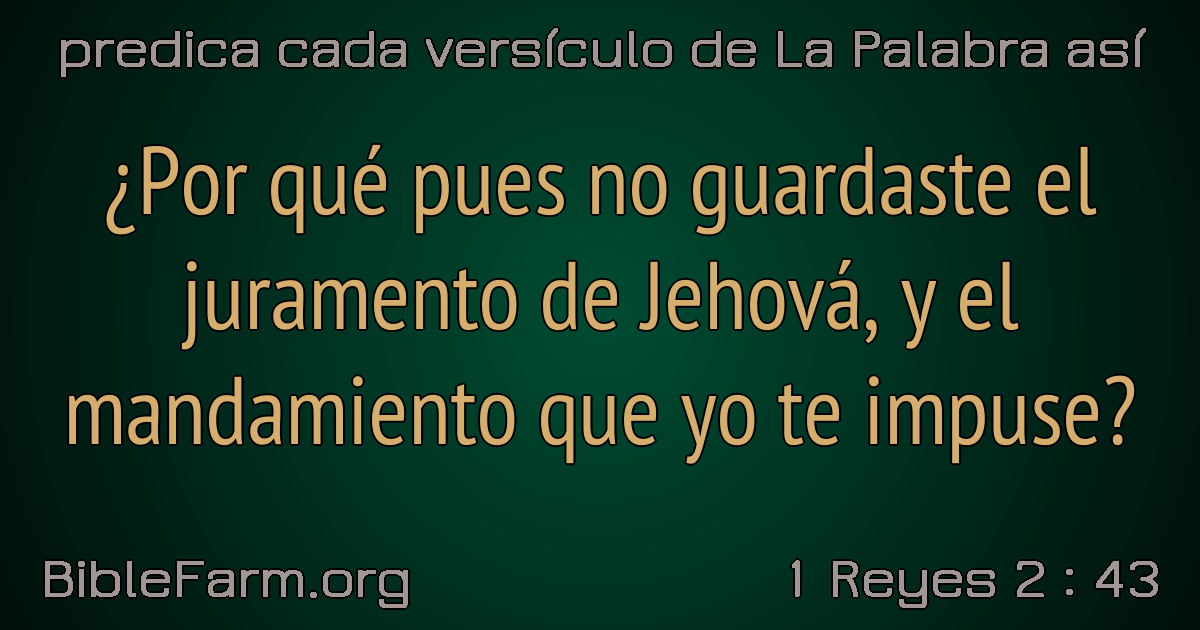 predica cada versículo de La Palabra así
¿Por qué pues no guardaste el
juramento de Jehová, y el
mandamiento que yo te impuse?
BibleFarm.org
1 Reyes 2 : 43